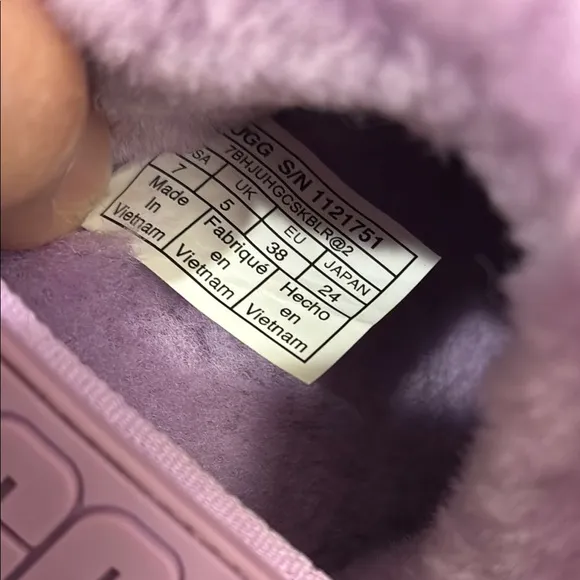 UGG S/N 1121751
7BHJUHGCSKBLR@2
USA UK EU JAPAN
7 5 38 24
Made Fabriqué Hecho
In en en
Vietnam Vietnam Vietnam